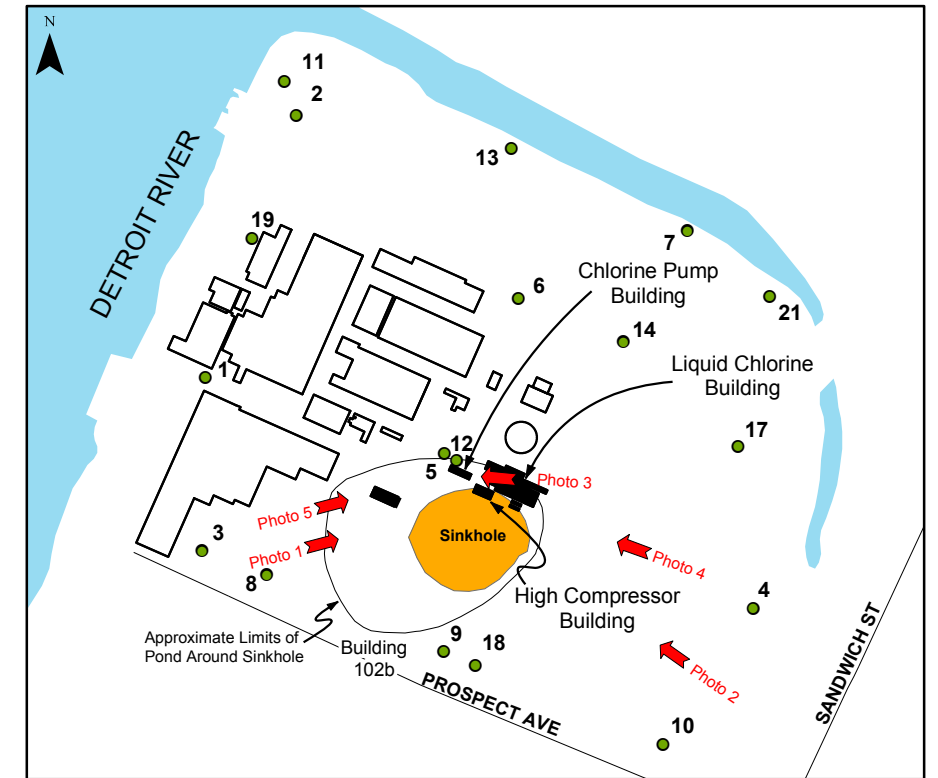 N
11
2
13
DETROIT RIVER
19
7
Chlorine Pump
Building
6
21
14
Liquid Chlorine
Building
1
17
12
5
Photo 3
Photo 5
Sinkhole
3
Photo 1
Photo 4
8
High Compressor
Building
4
Approximate Limits of
Pond Around Sinkhole
Building
102b
9
18
Photo 2
PROSPECT AVE
SANDWICH ST
10